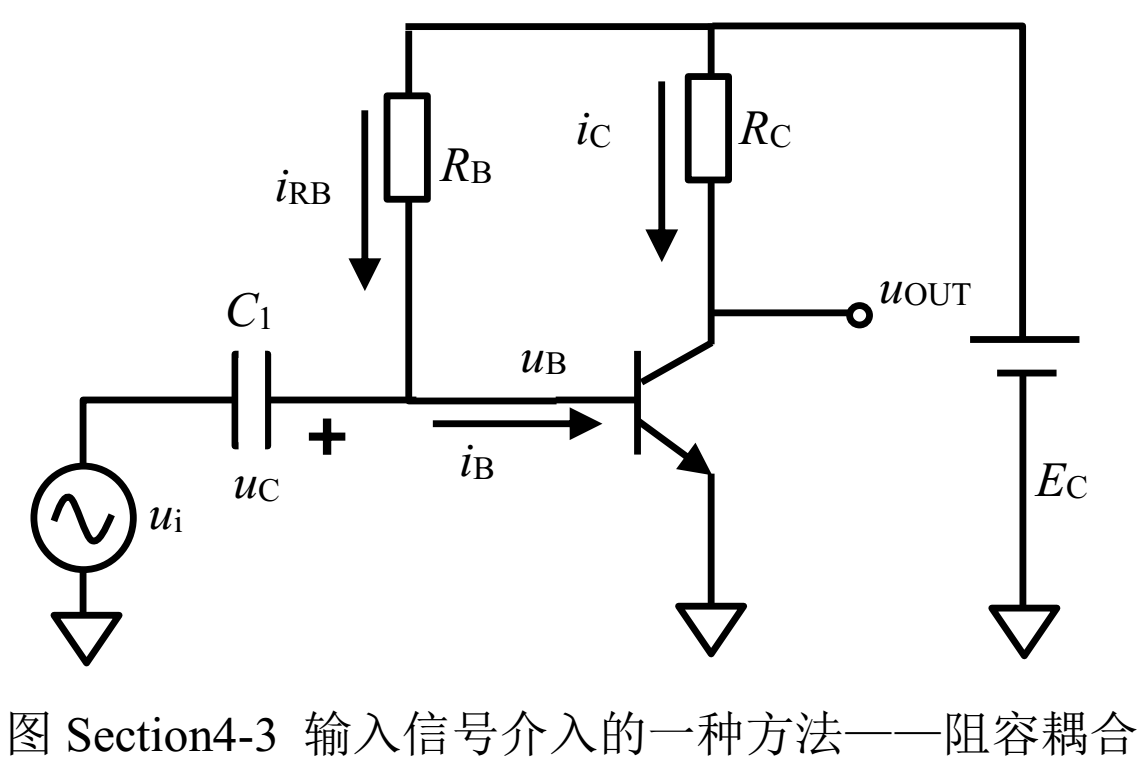 iC
RC
RB
iRB
uOUT
C1
uB
+
iB
uC
EC
ui
图 Section4-3 输入信号介入的一种方法——阻容耦合